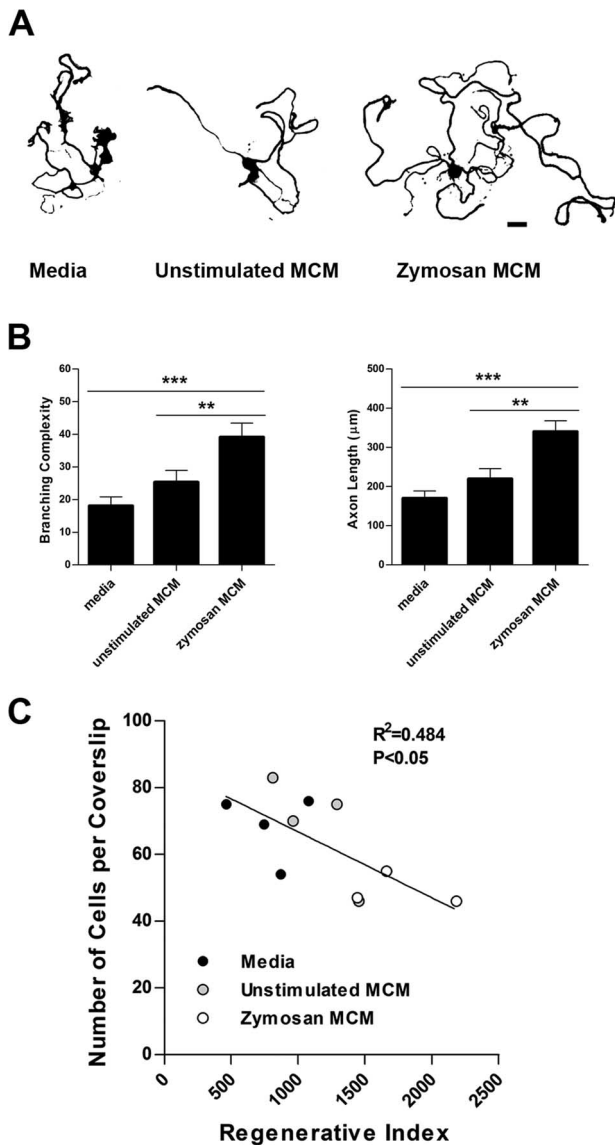 A
Media Unstimulated MCM Zymosan MCM
B
Branching Complexity
60
50
40
30
20
10
0
***
**
media
unstimulated MCM
zymosan MCM
Axon Length (μm)
500
400
300
200
100
0
***
**
media
unstimulated MCM
zymosan MCM
C
Number of Cells per Coverslip
100
80
60
40
20
0
R²=0.484
P<0.05
Media
Unstimulated MCM
Zymosan MCM
0 500 1000 1500 2000 2500
Regenerative Index